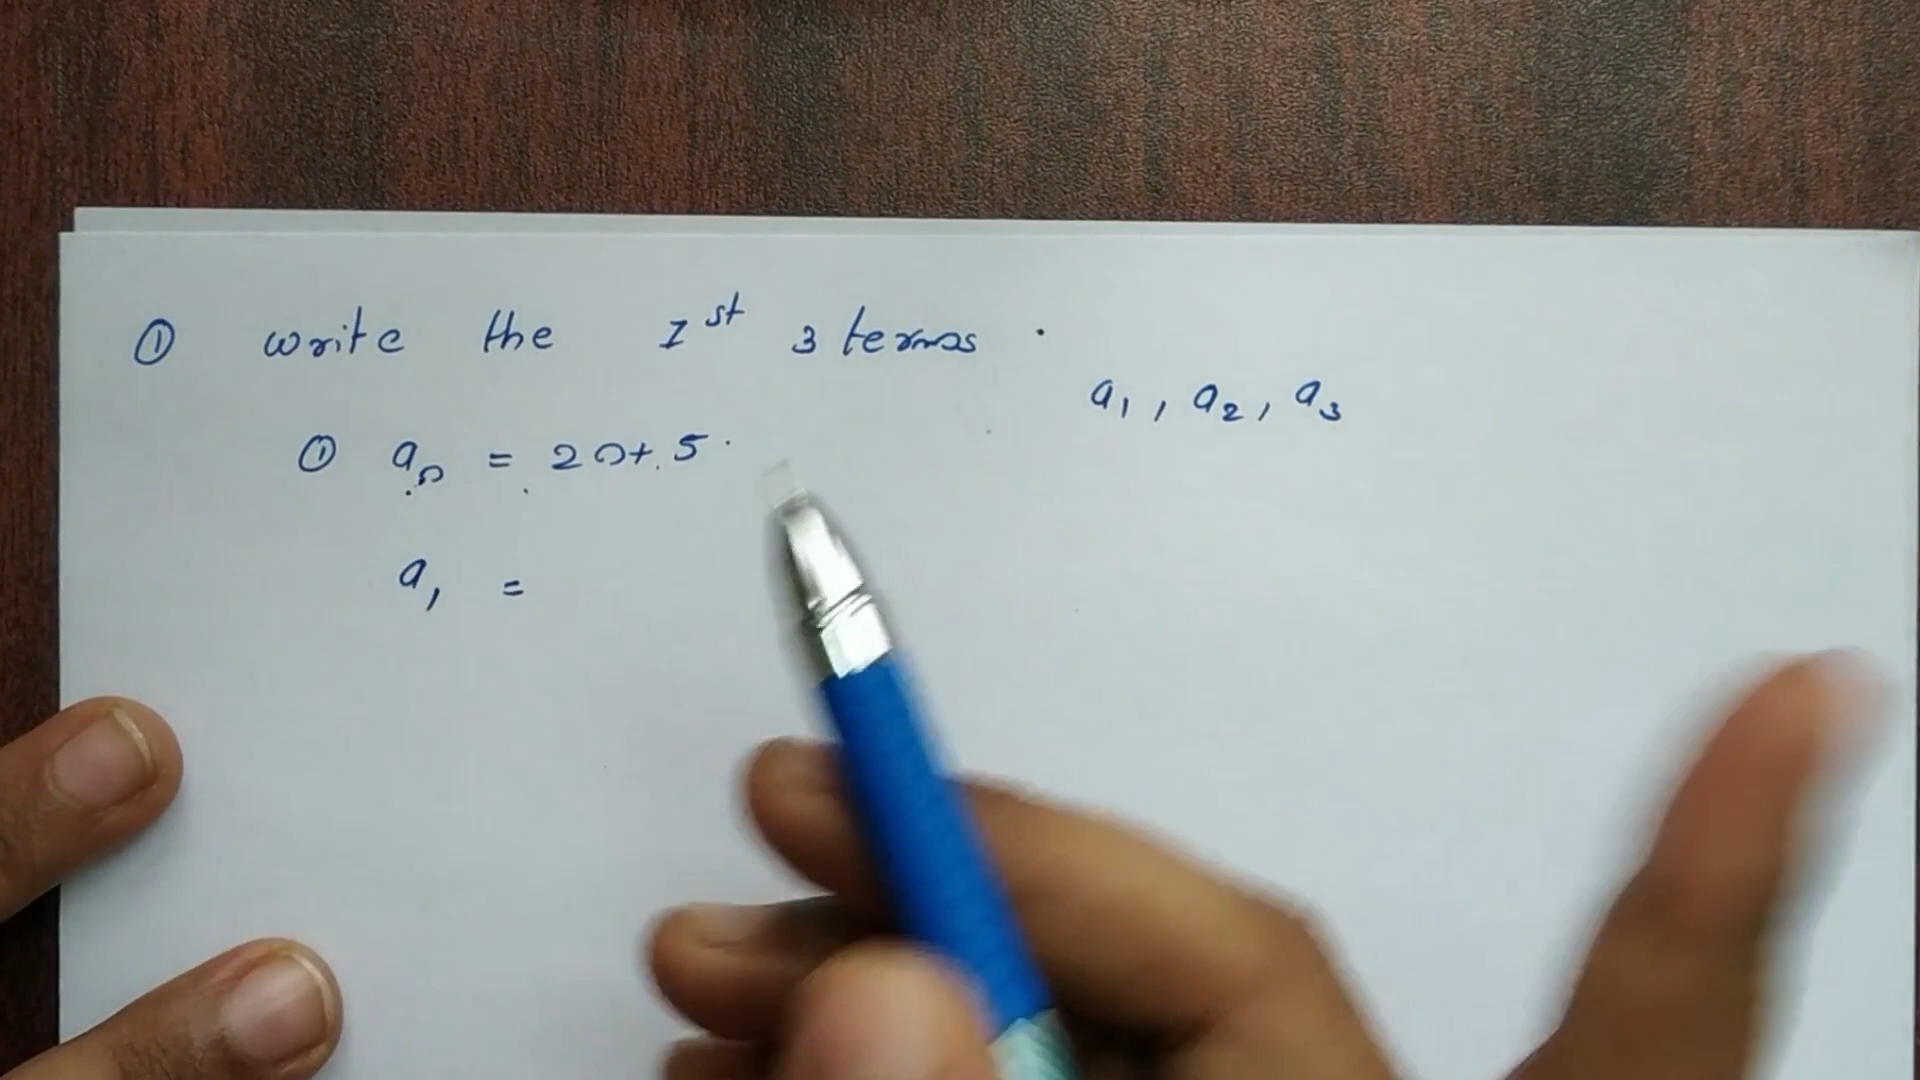 ① write the 1st 3 terms .
a1, a2, a3
① an = 2n+5.
a1 =